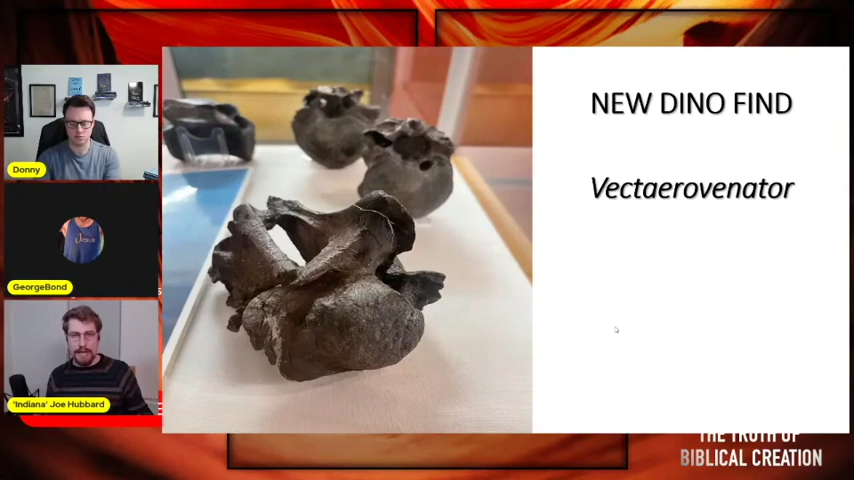 NEW DINO FIND
Vectaerovenator
Donny
GeorgeBond
'Indiana' Joe Hubbard
THE TRUTH OF
BIBLICAL CREATION